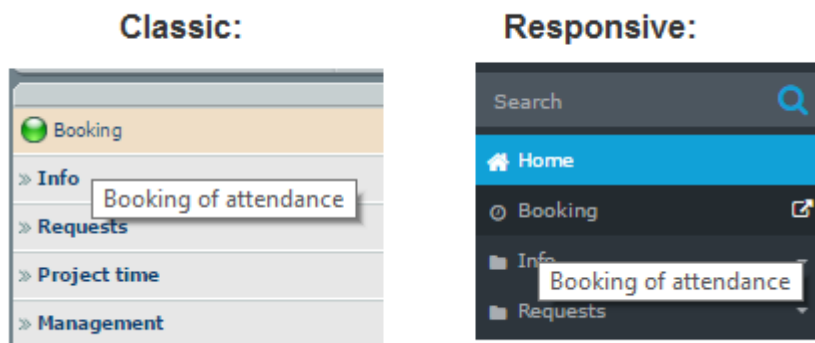 Classic:
Booking
» Info
Booking of attendance
» Requests
» Project time
» Management
Responsive:
Search
Home
Booking
Info
Booking of attendance
Requests